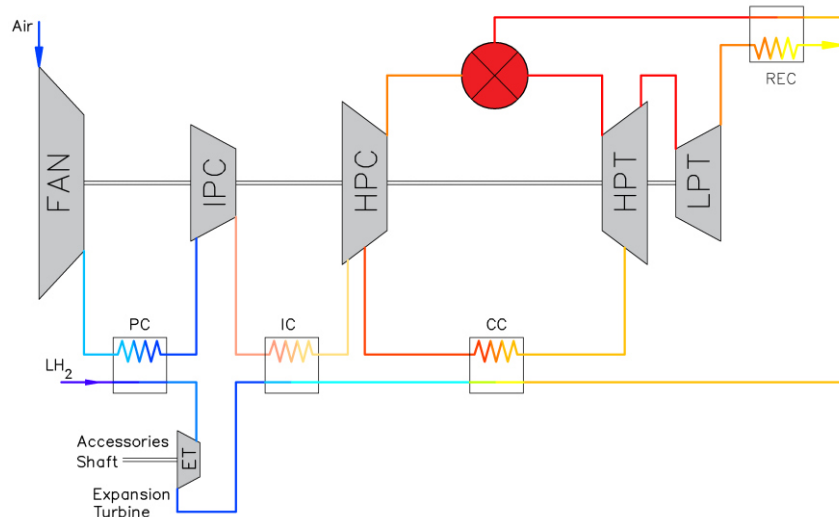 Air
REC
FAN
IPC
HPC
HPT
LPT
PC
IC
CC
LH2
Accessories
Shaft
ET
Expansion
Turbine